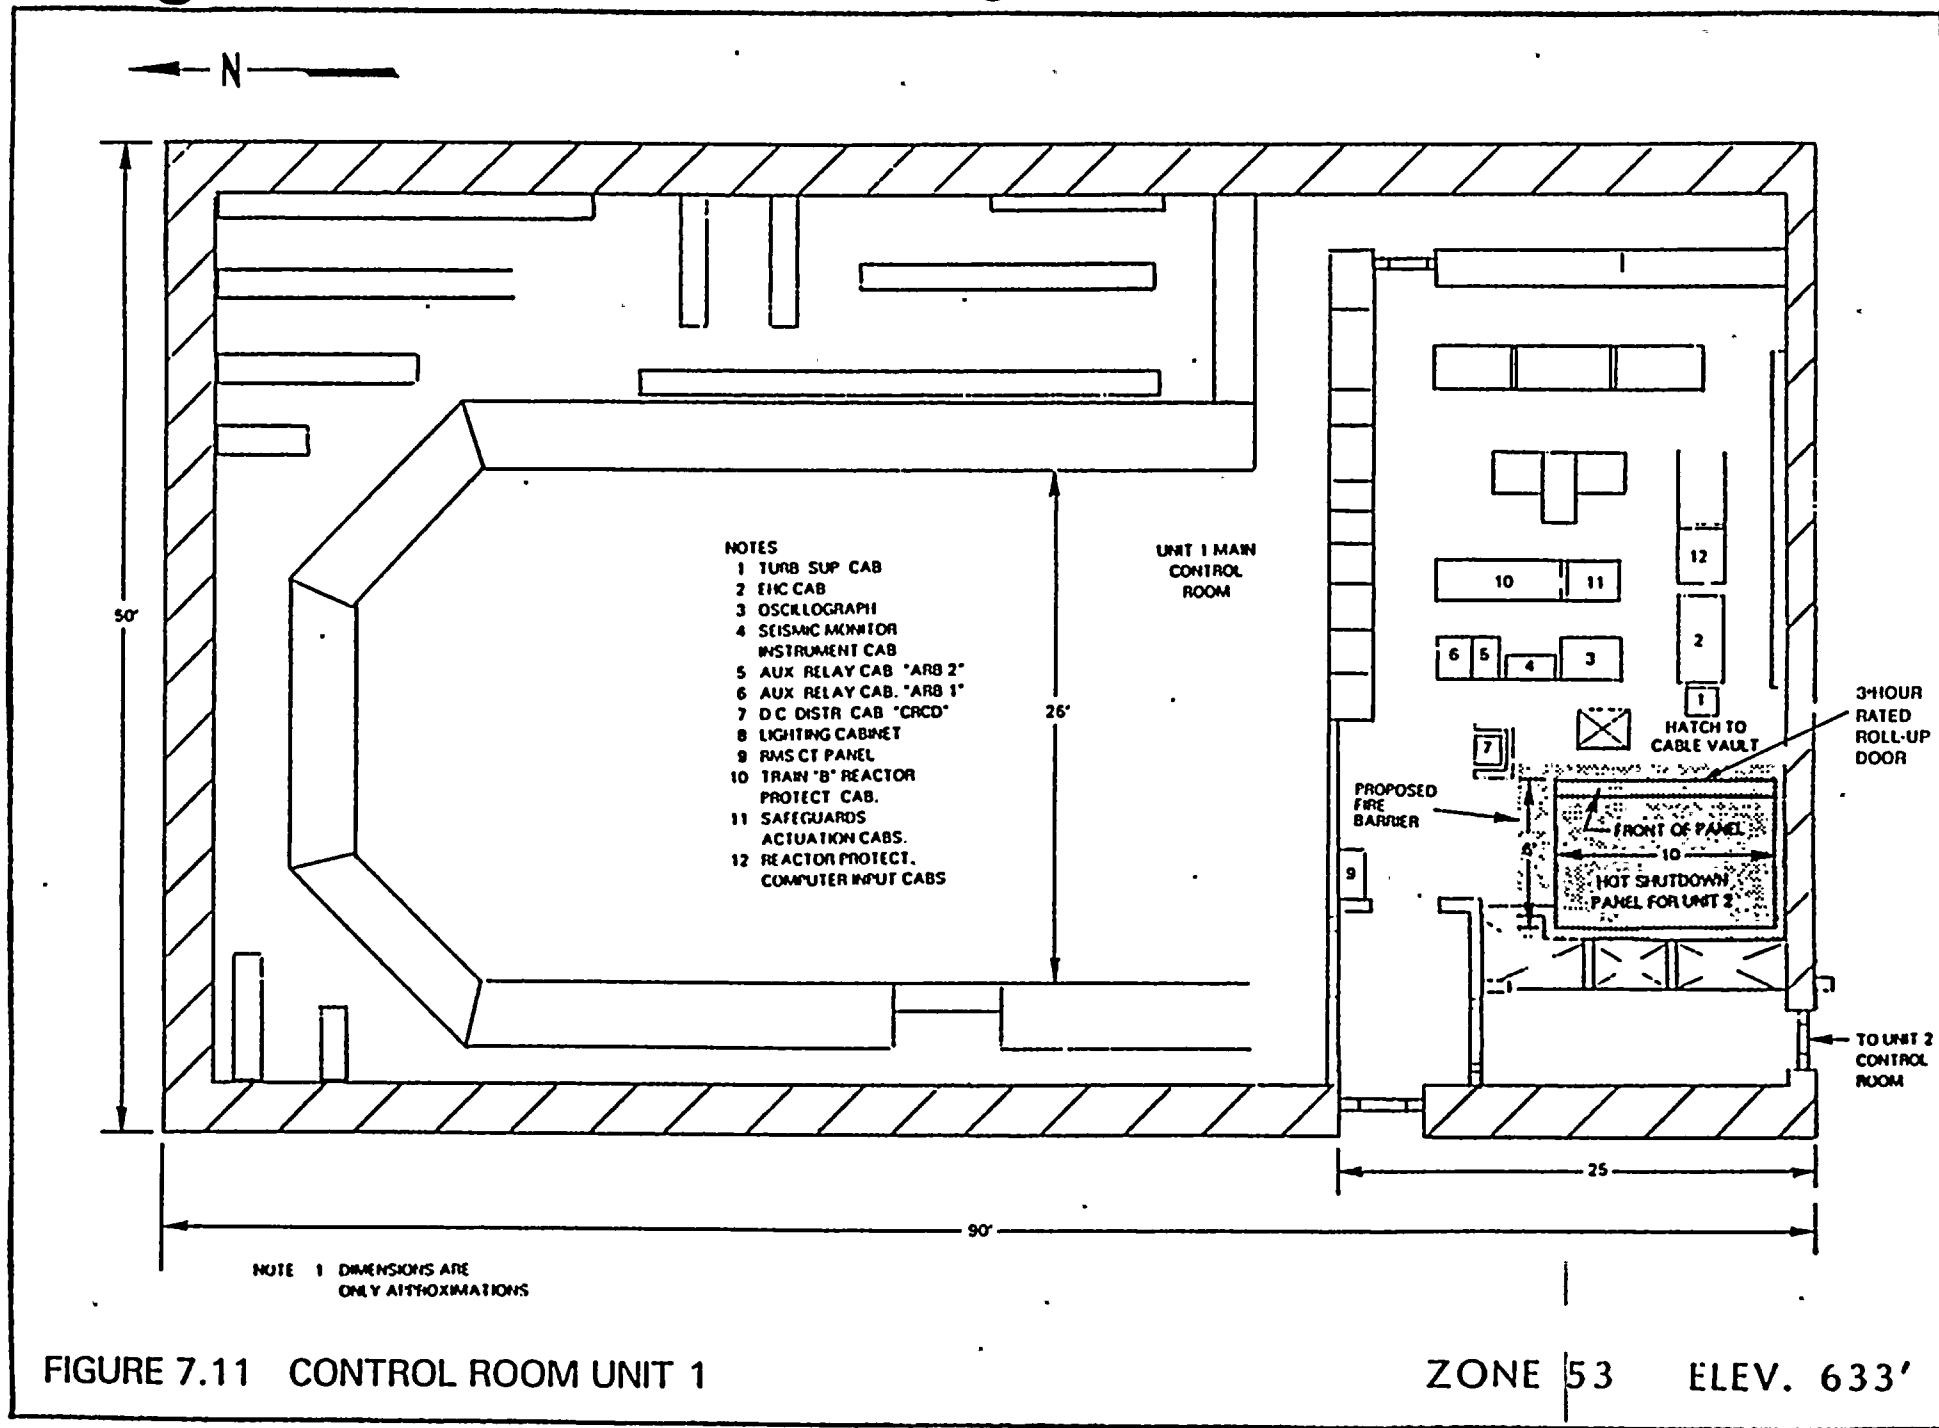 N
50'
NOTES
1 TURB SUP CAB
2 EHC CAB
3 OSCILLOGRAPH
4 SEISMIC MONITOR
INSTRUMENT CAB
5 AUX RELAY CAB "ARB 2"
6 AUX RELAY CAB. "ARB 1"
7 D C DISTR CAB "CRCD"
8 LIGHTING CABINET
9 RMS CT PANEL
10 TRAIN "B" REACTOR
PROTECT CAB.
11 SAFEGUARDS
ACTUATION CABS.
12 REACTOR PROTECT.
COMPUTER INPUT CABS
26'
UNIT 1 MAIN
CONTROL
ROOM
12
10 11
2
6 5 4 3
1
7
HATCH TO
CABLE VAULT
3-HOUR
RATED
ROLL-UP
DOOR
PROPOSED
FIRE
BARRIER
FRONT OF PANEL
6'
10
HOT SHUTDOWN
PANEL FOR UNIT 2
9
TO UNIT 2
CONTROL
ROOM
25
90'
NOTE 1 DIMENSIONS ARE
ONLY APPROXIMATIONS
FIGURE 7.11 CONTROL ROOM UNIT 1
ZONE 53 ELEV. 633'